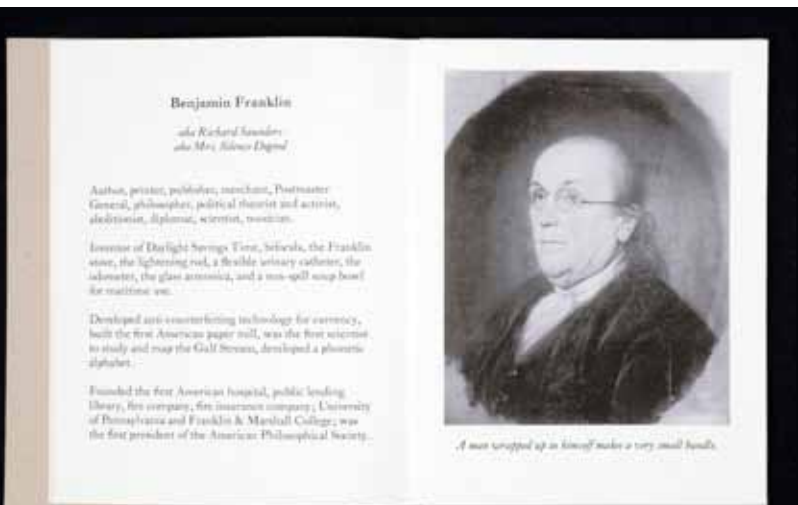 Benjamin Franklin
aka Richard Saunders
aka Mrs. Silence Dogood
Author, printer, publisher, merchant, Postmaster
General, philosopher, political theorist and activist,
abolitionist, diplomat, scientist, musician.
Inventor of Daylight Savings Time, bifocals, the Franklin
stove, the lightening rod, a flexible urinary catheter, the
odometer, the glass armonica, and a non-spill soup bowl
for maritime use.
Developed anti-counterfeiting technology for currency,
built the first American paper mill, was the first scientist
to study and map the Gulf Stream, developed a phonetic
alphabet.
Founded the first American hospital, public lending
library, fire company, fire insurance company; University
of Pennsylvania and Franklin & Marshall College; was
the first president of the American Philosophical Society.
A man wrapped up in himself makes a very small bundle.